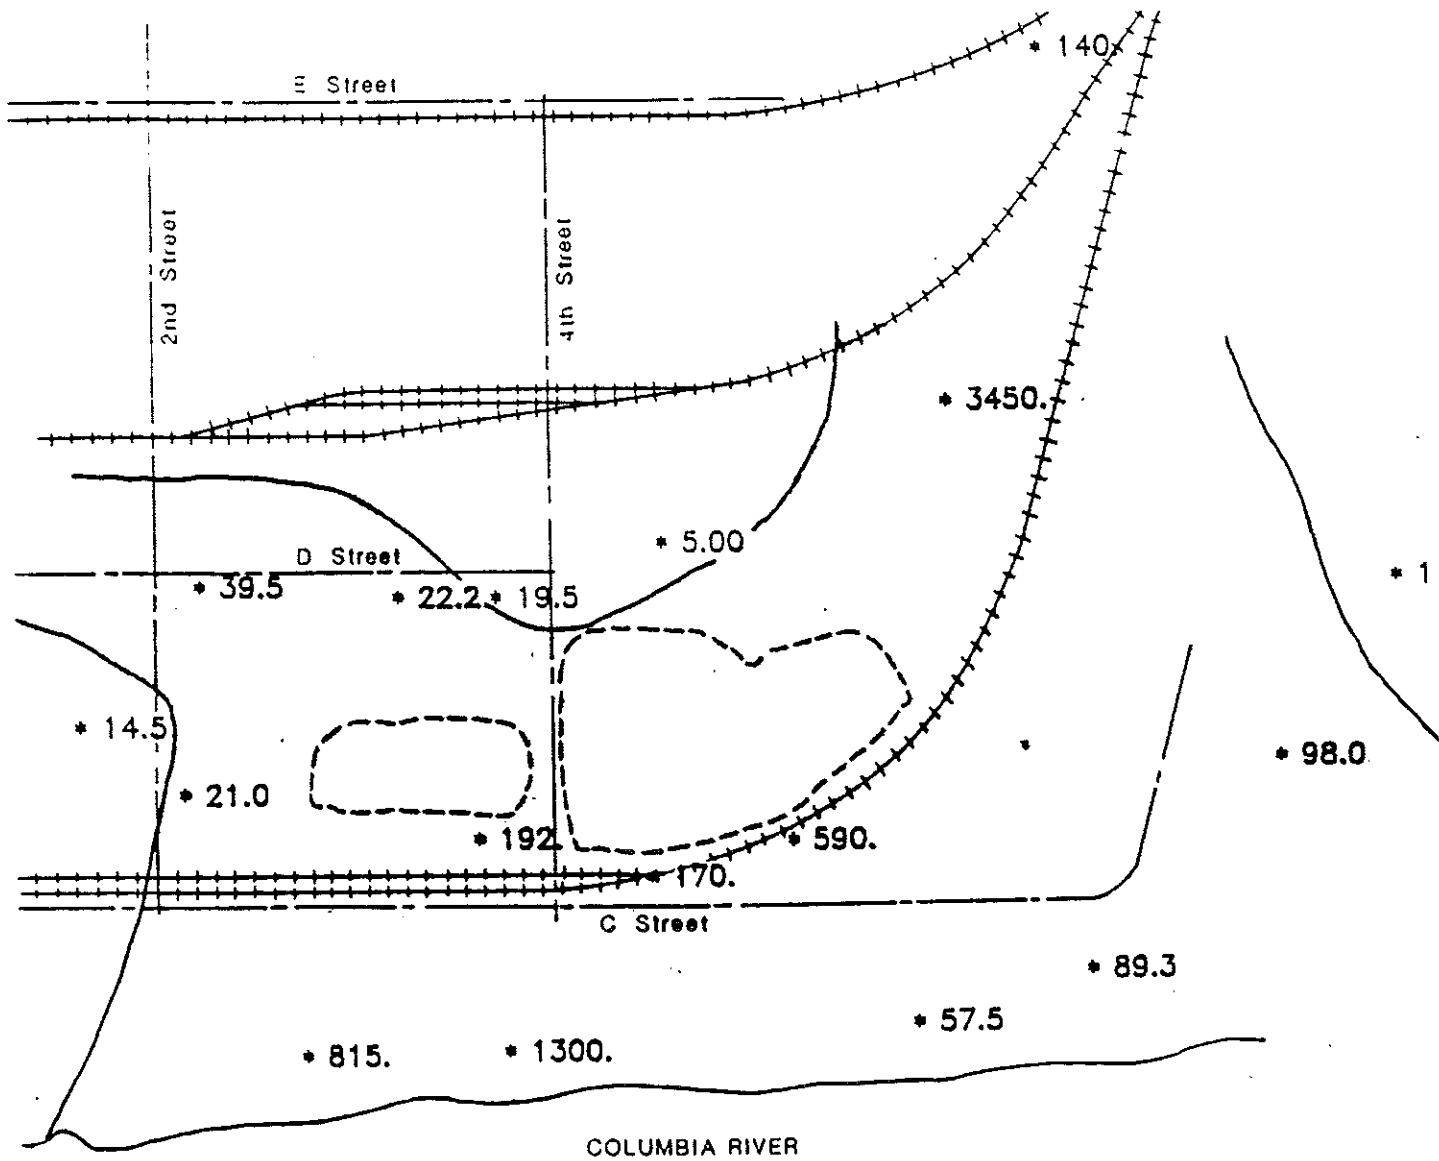 * 140.
E Street
2nd Street
4th Street
* 3450.
* 5.00
D Street
* 39.5
* 22.2
* 19.5
* 1
* 14.5
* 98.0
* 21.0
* 192.
* 590.
* 170.
C Street
* 89.3
* 57.5
* 815.
* 1300.
COLUMBIA RIVER